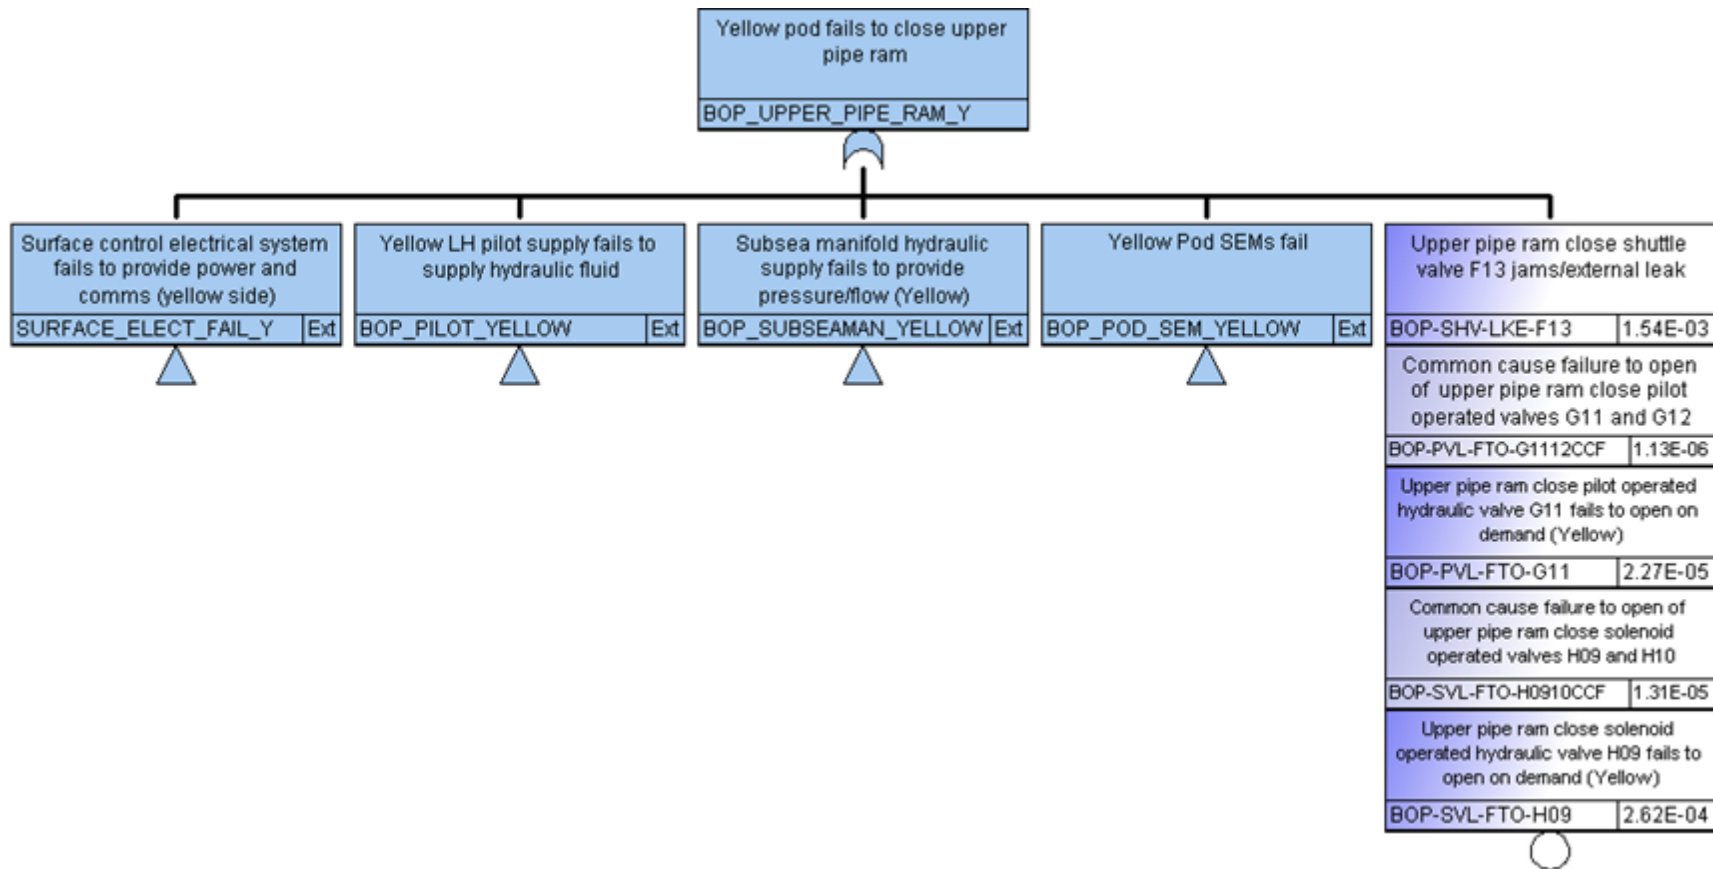 Yellow pod fails to close upper
pipe ram
BOP_UPPER_PIPE_RAM_Y
Surface control electrical system
fails to provide power and
comms (yellow side)
SURFACE_ELECT_FAIL_Y Ext
Yellow LH pilot supply fails to
supply hydraulic fluid
BOP_PILOT_YELLOW Ext
Subsea manifold hydraulic
supply fails to provide
pressure/flow (Yellow)
BOP_SUBSEAMAN_YELLOW Ext
Yellow Pod SEMs fail
BOP_POD_SEM_YELLOW Ext
Upper pipe ram close shuttle
valve F13 jams/external leak
BOP-SHV-LKE-F13 1.54E-03
Common cause failure to open
of upper pipe ram close pilot
operated valves G11 and G12
BOP-PVL-FTO-G1112CCF 1.13E-06
Upper pipe ram close pilot operated
hydraulic valve G11 fails to open on
demand (Yellow)
BOP-PVL-FTO-G11 2.27E-05
Common cause failure to open of
upper pipe ram close solenoid
operated valves H09 and H10
BOP-SVL-FTO-H0910CCF 1.31E-05
Upper pipe ram close solenoid
operated hydraulic valve H09 fails to
open on demand (Yellow)
BOP-SVL-FTO-H09 2.62E-04